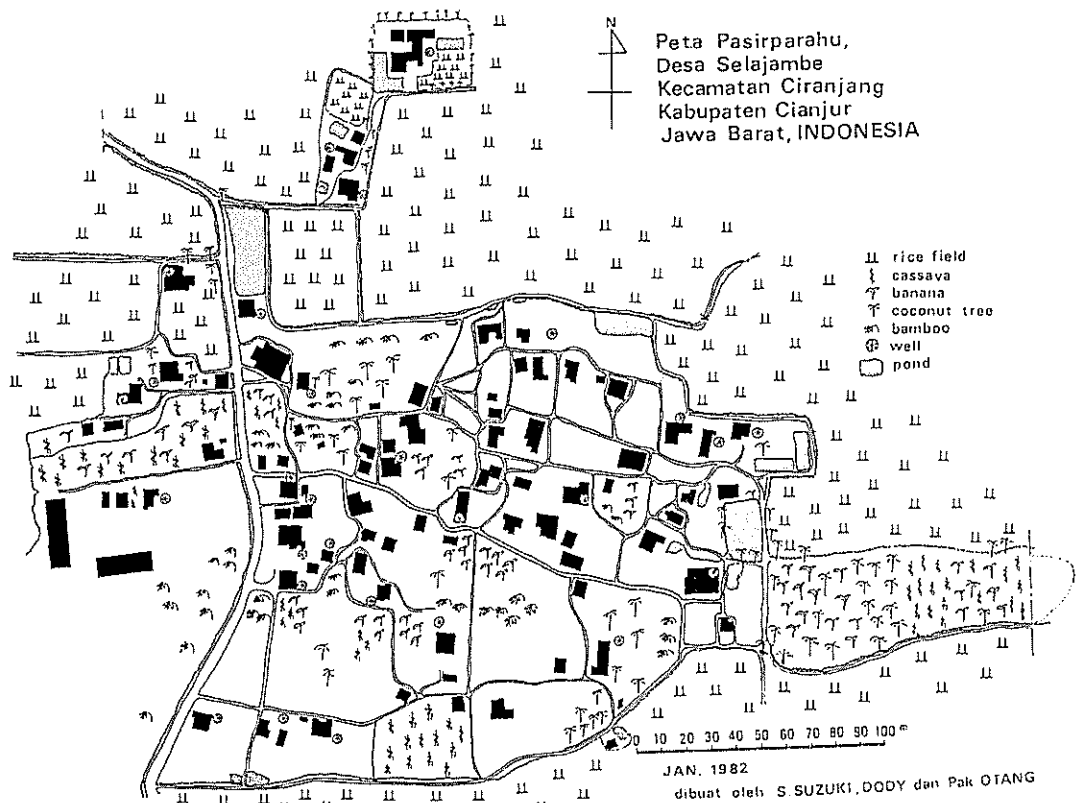 N
Peta Pasirparahu,
Desa Selajambe
Kecamatan Ciranjang
Kabupaten Cianjur
Jawa Barat, INDONESIA
rice field
cassava
banana
coconut tree
bamboo
well
pond
0 10 20 30 40 50 60 70 80 90 100 m
JAN. 1982
dibuat oleh S.SUZUKI, DODY dan Pak OTANG